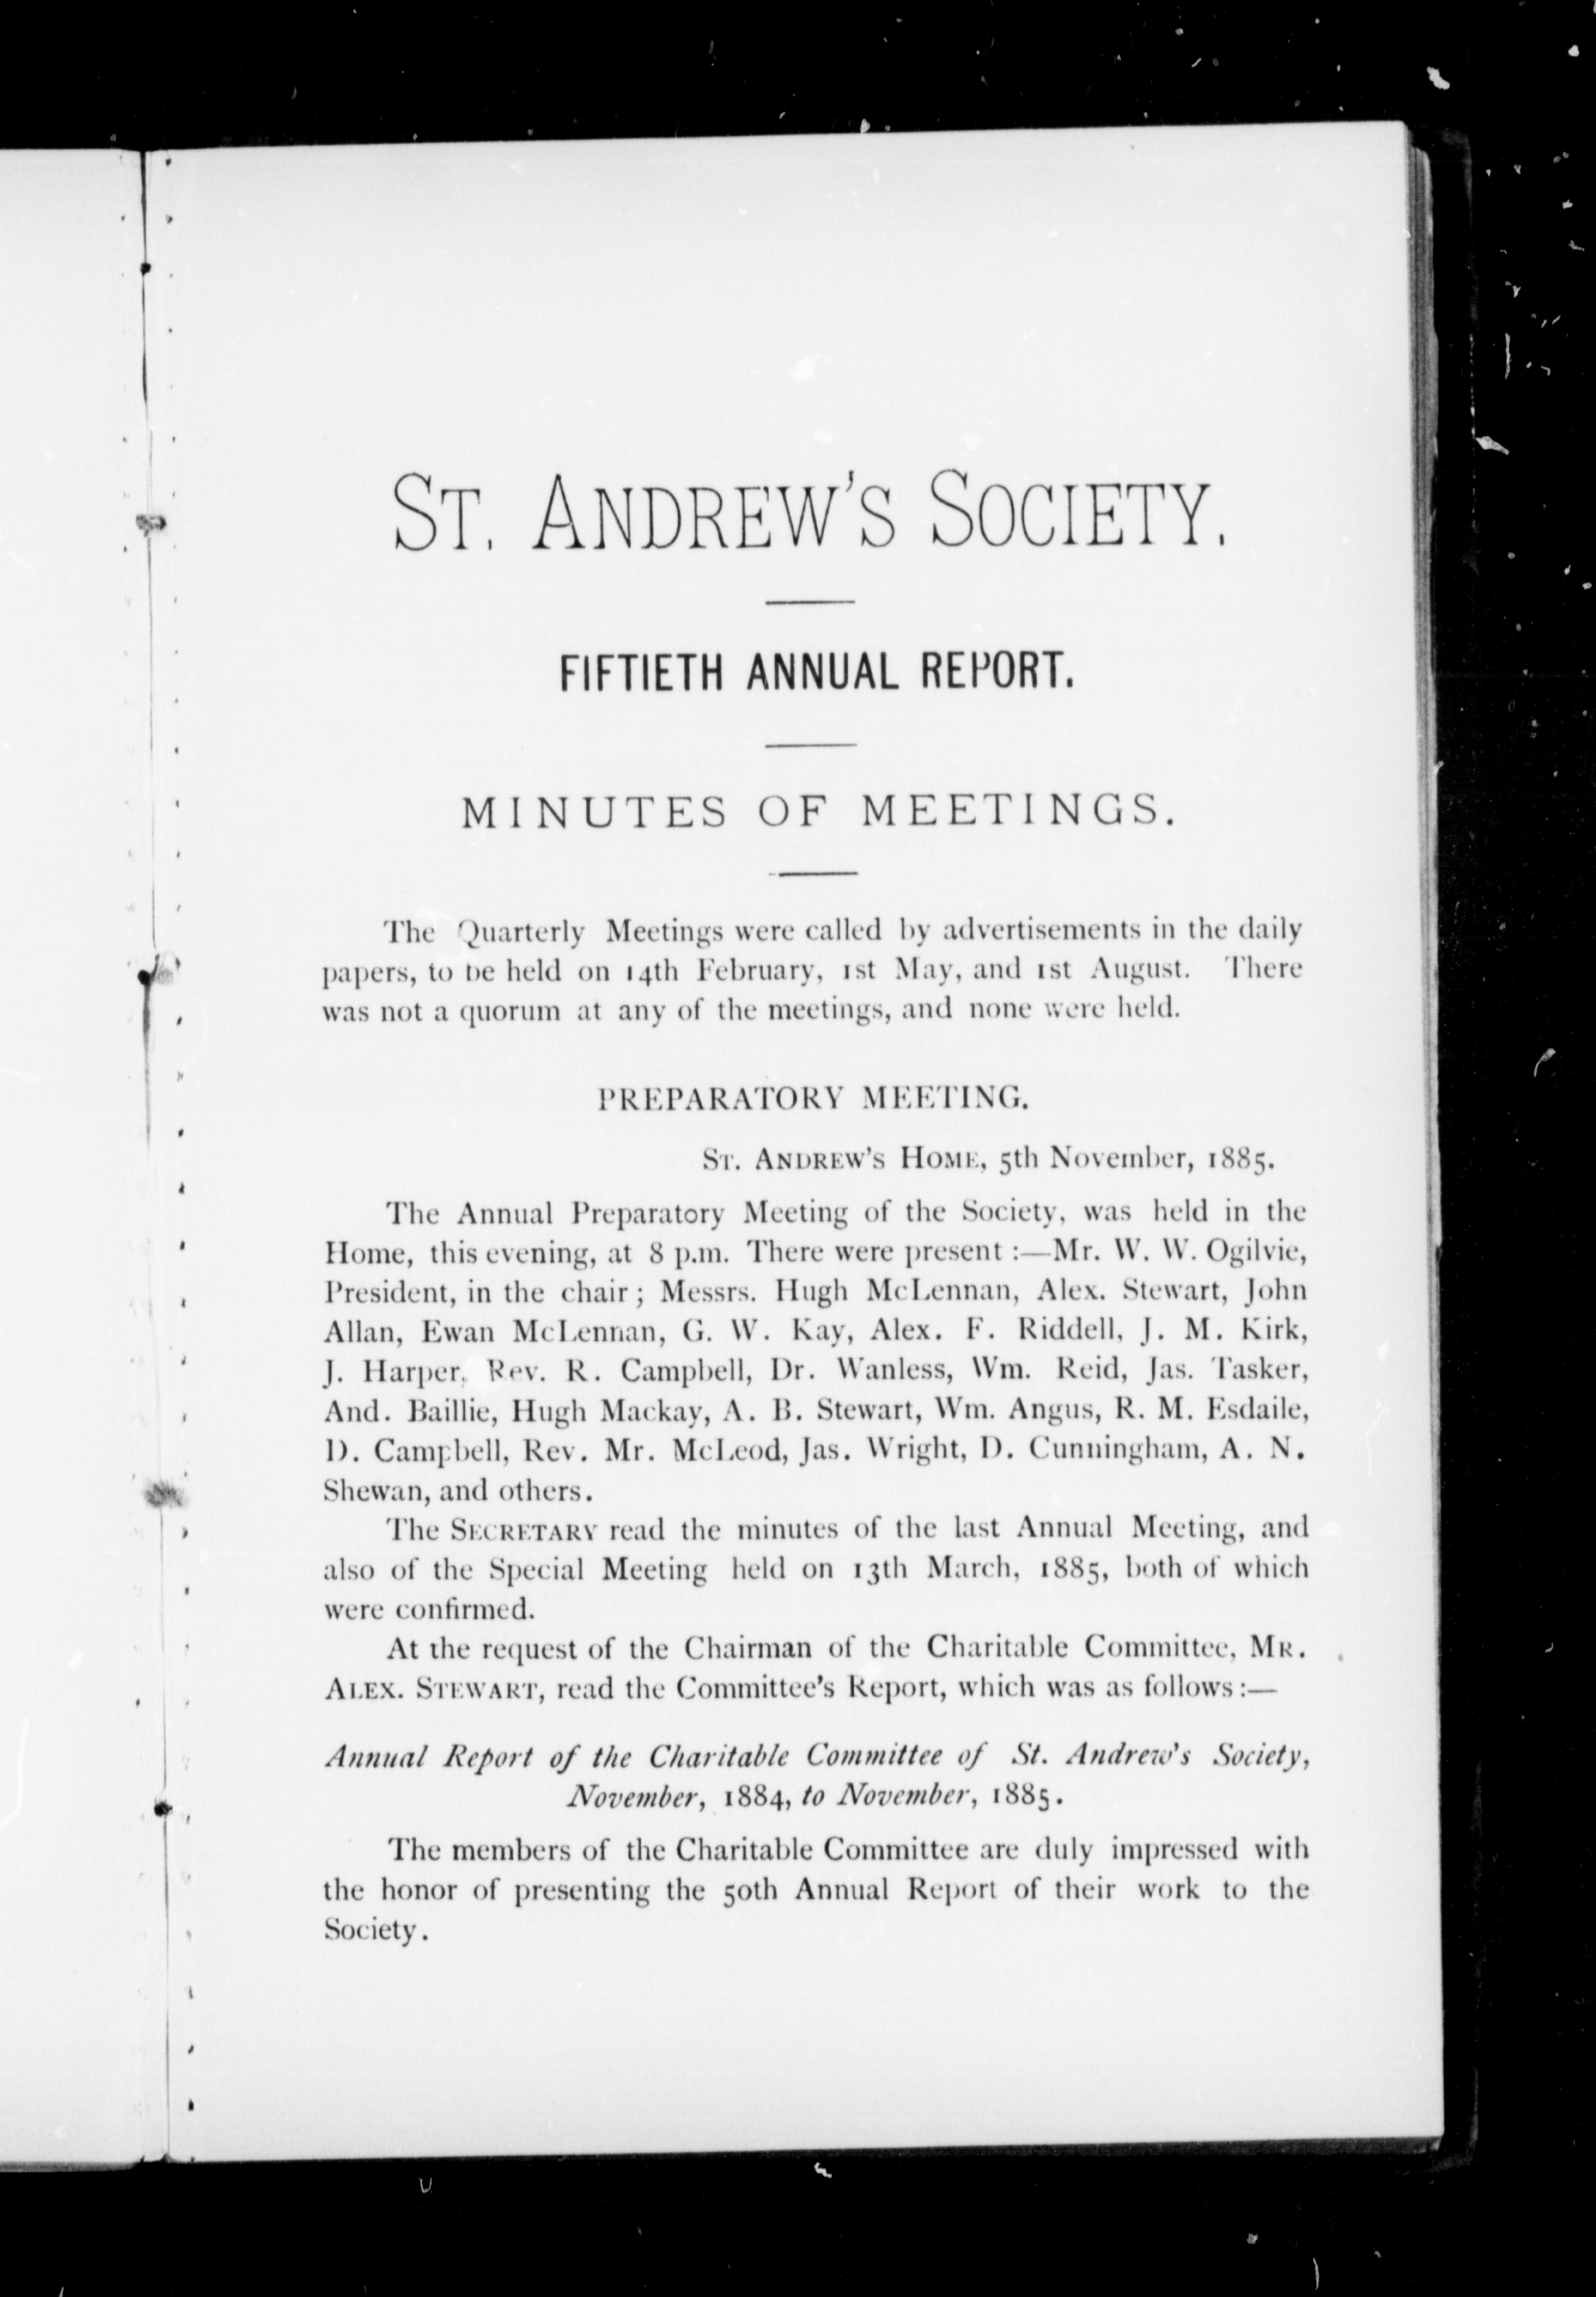 ST. ANDREW'S SOCIETY.
FIFTIETH ANNUAL REPORT.
MINUTES OF MEETINGS.
The Quarterly Meetings were called by advertisements in the daily
papers, to be held on 14th February, 1st May, and 1st August. There
was not a quorum at any of the meetings, and none were held.
PREPARATORY MEETING.
ST. ANDREW'S HOME, 5th November, 1885.
The Annual Preparatory Meeting of the Society, was held in the
Home, this evening, at 8 p.m. There were present :—Mr. W. W. Ogilvie,
President, in the chair ; Messrs. Hugh McLennan, Alex. Stewart, John
Allan, Ewan McLennan, G. W. Kay, Alex. F. Riddell, J. M. Kirk,
J. Harper, Rev. R. Campbell, Dr. Wanless, Wm. Reid, Jas. Tasker,
And. Baillie, Hugh Mackay, A. B. Stewart, Wm. Angus, R. M. Esdaile,
D. Campbell, Rev. Mr. McLeod, Jas. Wright, D. Cunningham, A. N.
Shewan, and others.
The SECRETARY read the minutes of the last Annual Meeting, and
also of the Special Meeting held on 13th March, 1885, both of which
were confirmed.
At the request of the Chairman of the Charitable Committee, MR.
ALEX. STEWART, read the Committee's Report, which was as follows :—
Annual Report of the Charitable Committee of St. Andrew's Society,
November, 1884, to November, 1885.
The members of the Charitable Committee are duly impressed with
the honor of presenting the 50th Annual Report of their work to the
Society.